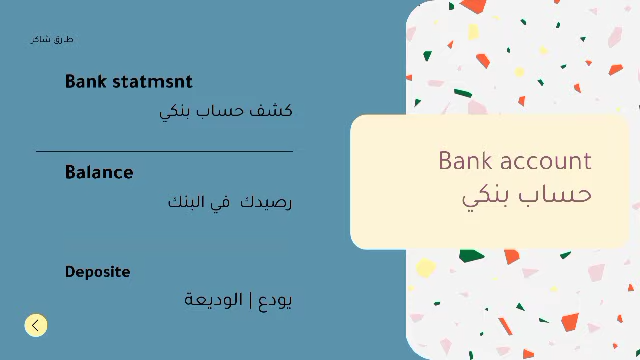 طارق شاكر
Bank statmsnt
كشف حساب بنكي
Balance
رصيدك في البنك
Deposite
يودع | الوديعة
Bank account
حساب بنكي